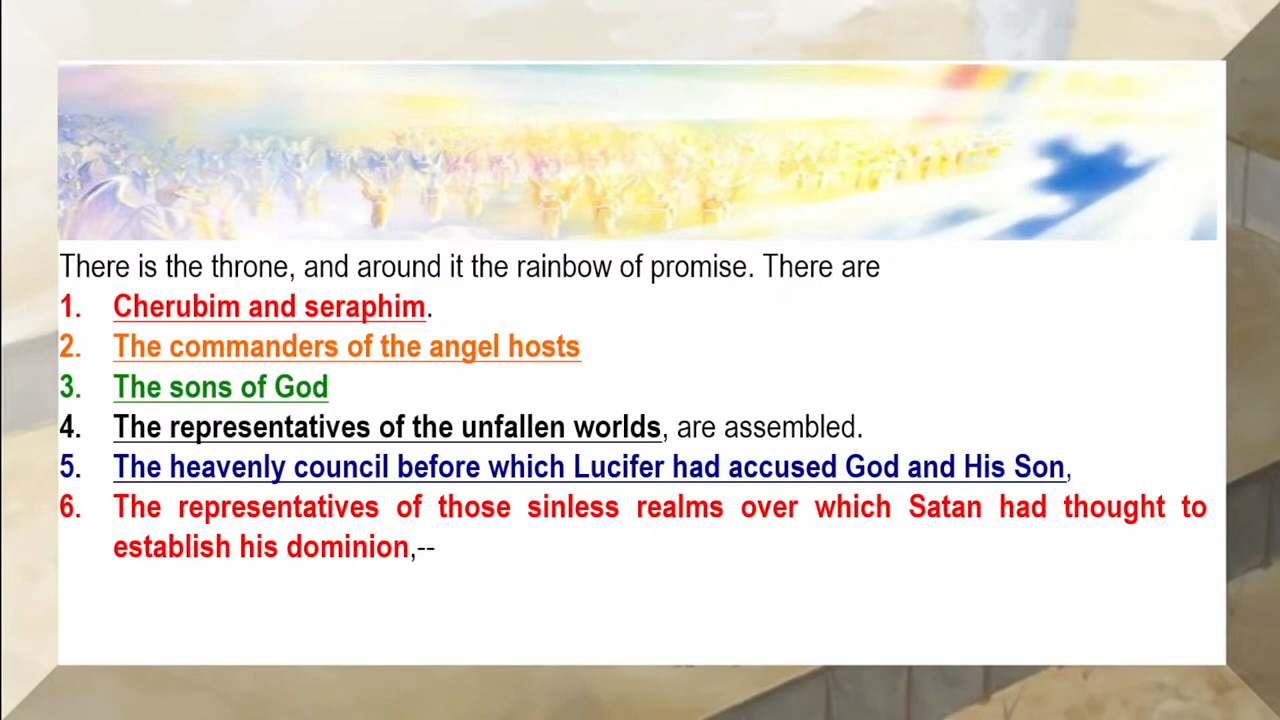 There is the throne, and around it the rainbow of promise. There are
1. Cherubim and seraphim.
2. The commanders of the angel hosts
3. The sons of God
4. The representatives of the unfallen worlds, are assembled.
5. The heavenly council before which Lucifer had accused God and His Son,
6. The representatives of those sinless realms over which Satan had thought to
establish his dominion,--